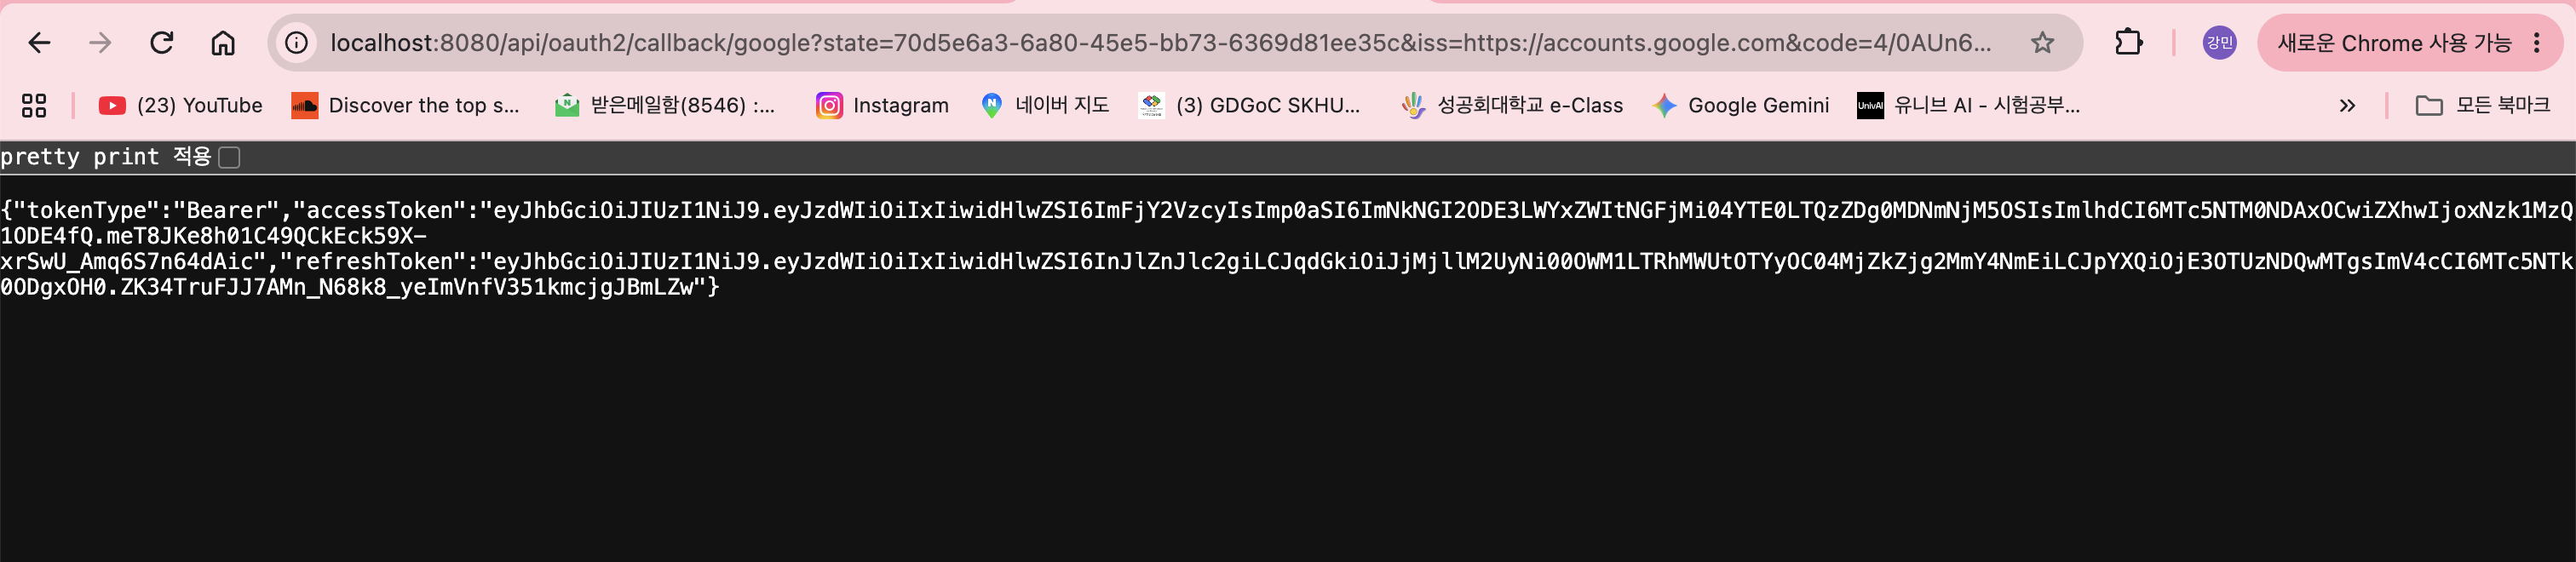 localhost:8080/api/oauth2/callback/google?state=70d5e6a3-6a80-45e5-bb73-6369d81ee35c&iss=https://accounts.google.com&code=4/0AUn6...
강민
새로운 Chrome 사용 가능
(23) YouTube
Discover the top s...
받은메일함(8546) :...
Instagram
네이버 지도
(3) GDGoC SKHU...
성공회대학교 e-Class
Google Gemini
UnivAI
유니브 AI - 시험공부...
모든 북마크
pretty print 적용
{"tokenType":"Bearer","accessToken":"eyJhbGciOiJIUzI1NiJ9.eyJzdWIiOiIxIiwidHlwZSI6ImFjY2VzcyIsImp0aSI6ImNkNGI2ODE3LWYxZWItNGFjMi04YTE0LTQzZDg0MDNmNjM5OSIsImlhdCI6MTc5NTM0NDAxOCwiZXhwIjoxNzk1MzQ
1ODE4fQ.meT8JKe8h01C49QCkEck59X-
xrSwU_Amq6S7n64dAic","refreshToken":"eyJhbGciOiJIUzI1NiJ9.eyJzdWIiOiIxIiwidHlwZSI6InJlZnJlc2giLCJqdGkiOiJjMjllM2UyNi00OWM1LTRhMWUtOTYyOC04MjZkZjg2MmY4NmEiLCJpYXQiOjE3OTUzNDQwMTgsImV4cCI6MTc5NTk
0ODgxOH0.ZK34TruFJJ7AMn_N68k8_yeImVnfV351kmcjgJBmLZw"}